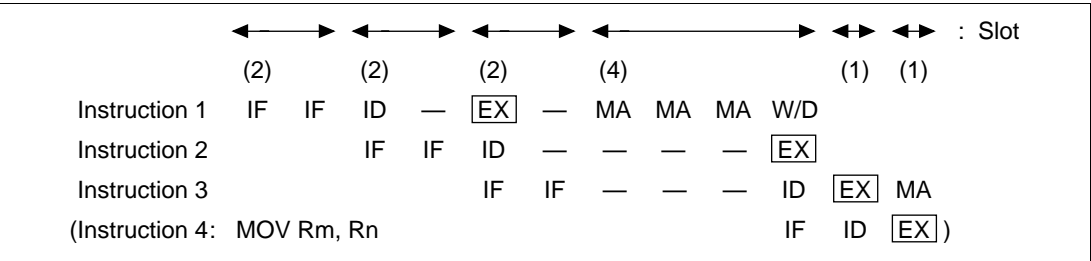 : Slot
(2) (2) (2) (4) (1) (1)
Instruction 1 IF IF ID — EX — MA MA MA W/D
Instruction 2 IF IF ID — — — — EX
Instruction 3 IF IF — — — ID EX MA
(Instruction 4: MOV Rm, Rn IF ID EX )